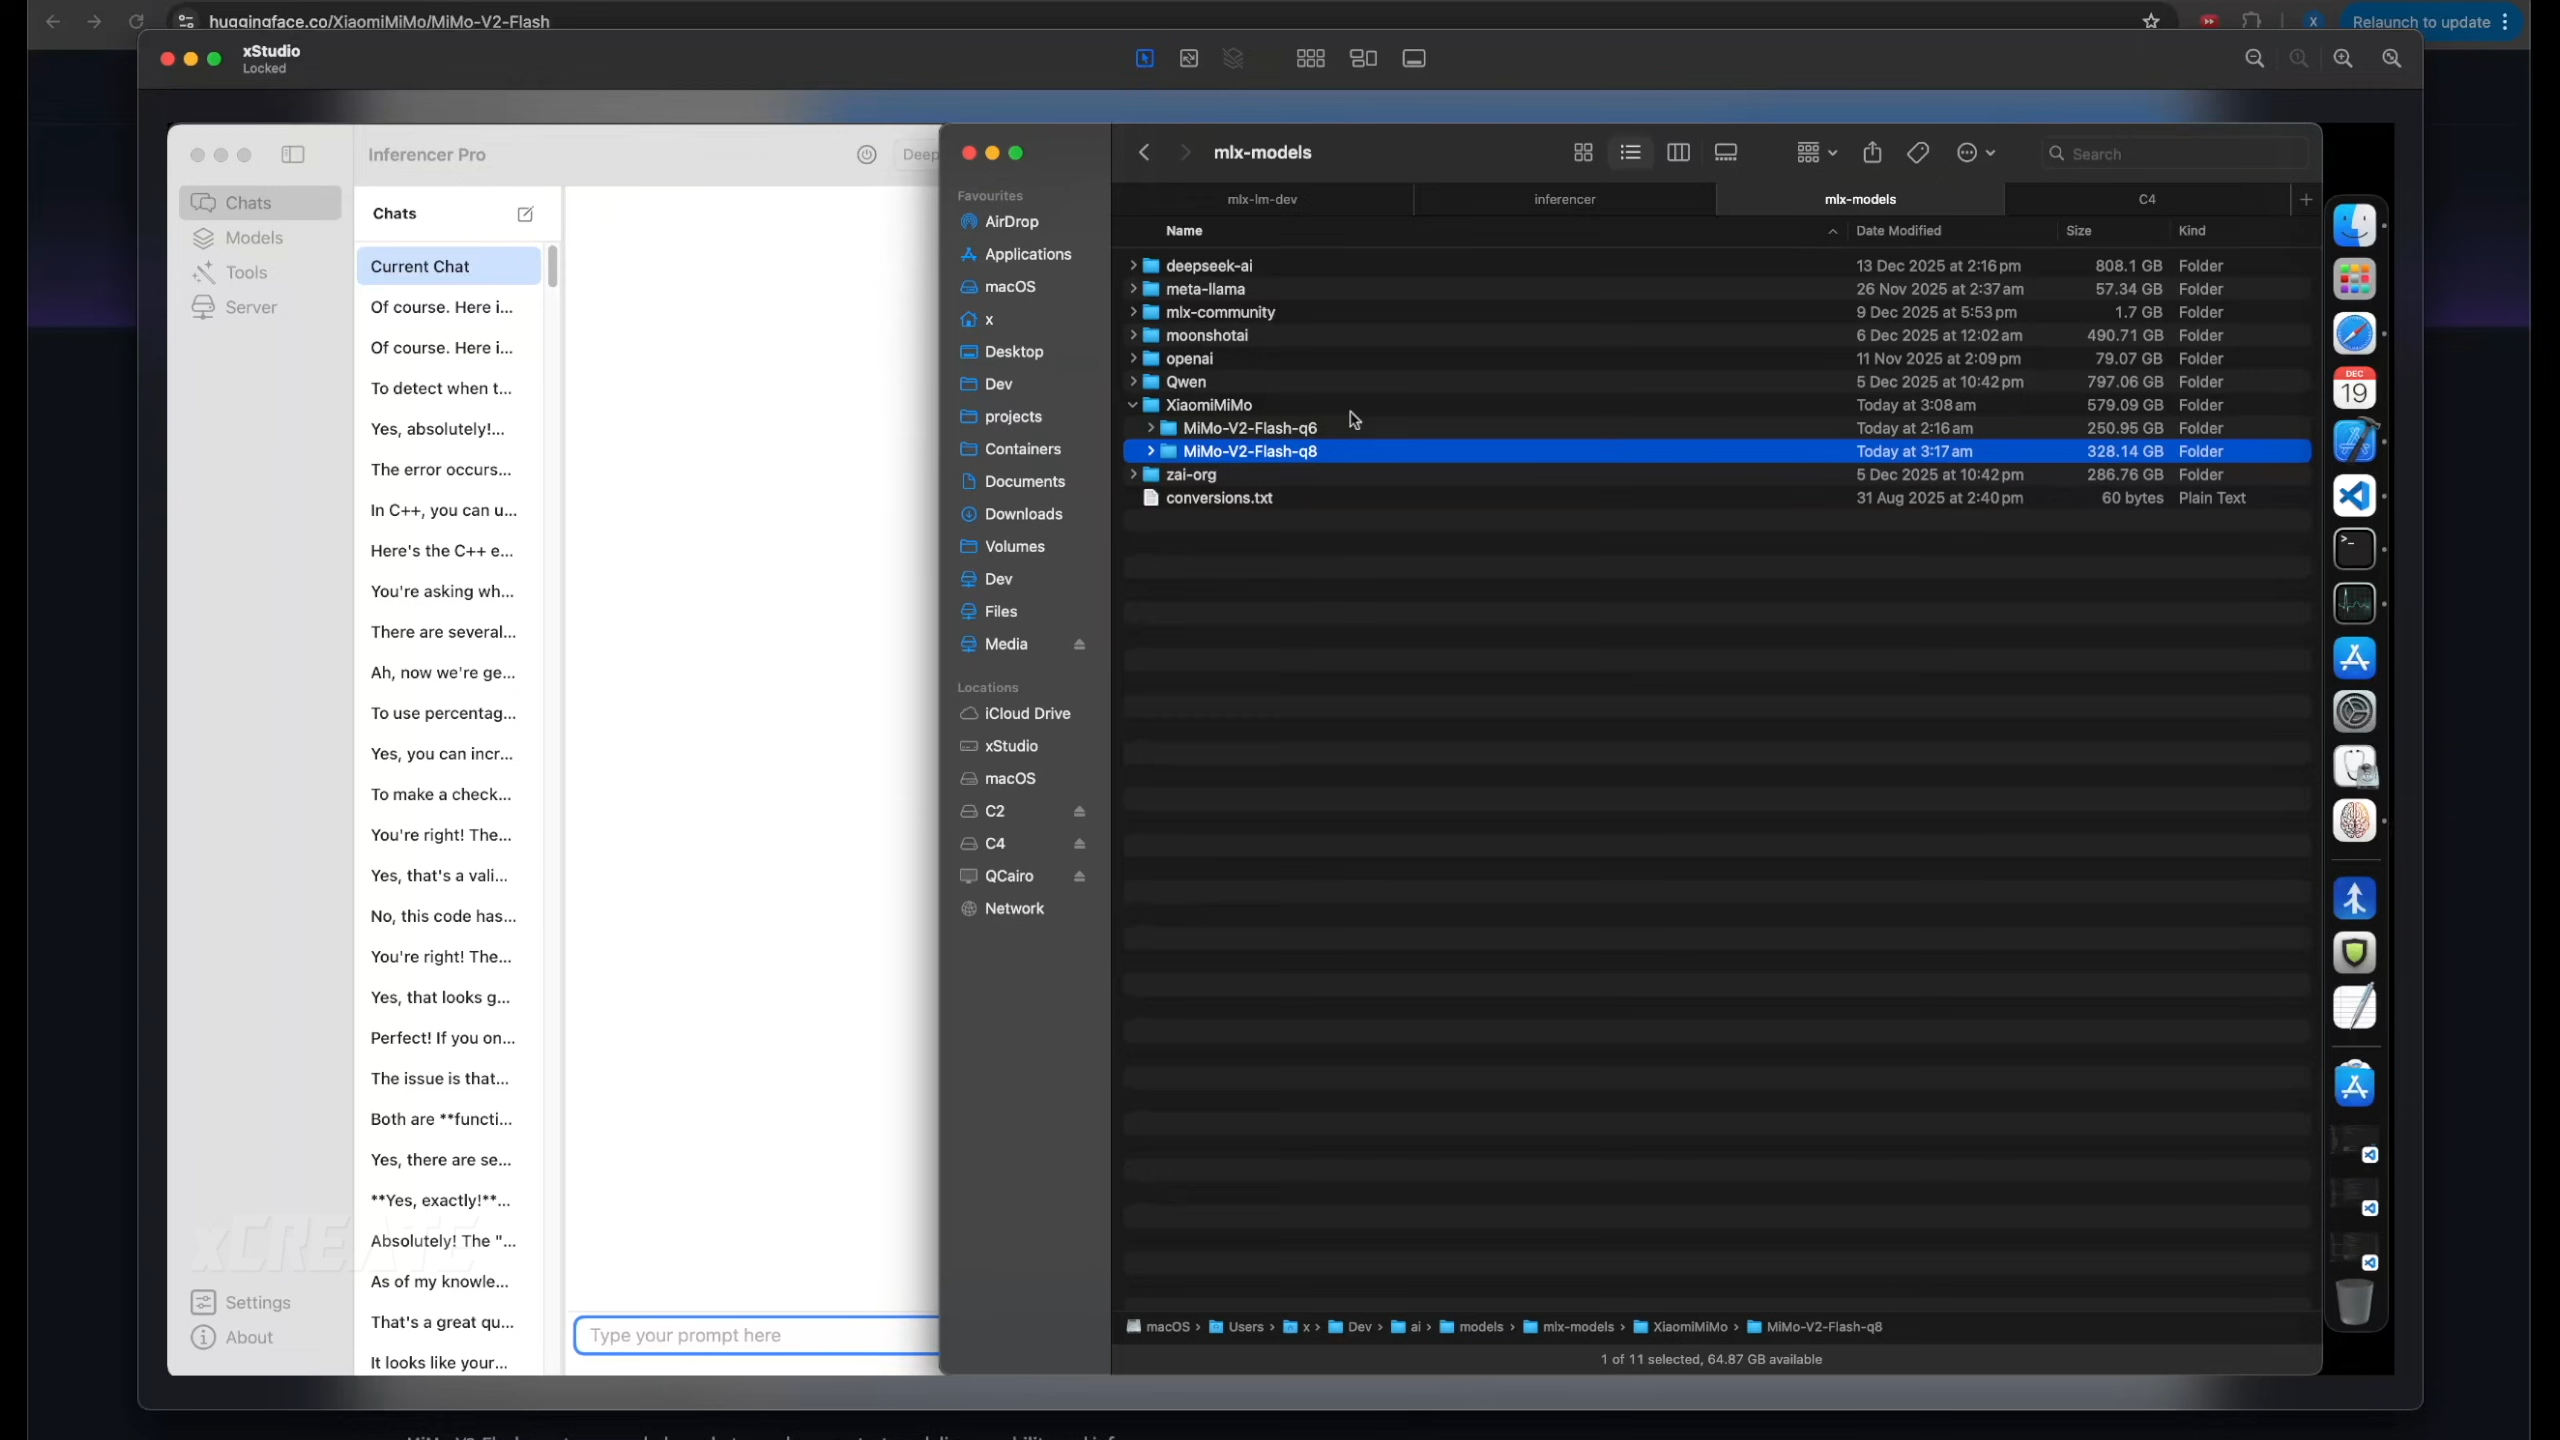 huggingface.co/XiaomiMiMo/MiMo-V2-Flash
Relaunch to update
X
xStudio
Locked
Inferencer Pro
Deep
Chats
Models
Tools
Server
Settings
About
Chats
Current Chat
Of course. Here i...
Of course. Here i...
To detect when t...
Yes, absolutely!...
The error occurs...
In C++, you can u...
Here's the C++ e...
You're asking wh...
There are several...
Ah, now we're ge...
To use percentag...
Yes, you can incr...
To make a check...
You're right! The...
Yes, that's a vali...
No, this code has...
You're right! The...
Yes, that looks g...
Perfect! If you on...
The issue is that...
Both are **functi...
Yes, there are se...
**Yes, exactly!**...
Absolutely! The "...
As of my knowle...
That's a great qu...
It looks like your...
xCREATE
Type your prompt here
Favourites
AirDrop
Applications
macOS
x
Desktop
Dev
projects
Containers
Documents
Downloads
Volumes
Dev
Files
Media
Locations
iCloud Drive
xStudio
macOS
C2
C4
QCairo
Network
mlx-models
Search
mlx-lm-dev inferencer mlx-models C4
Name Date Modified Size Kind
deepseek-ai 13 Dec 2025 at 2:16 pm 808.1 GB Folder
meta-llama 26 Nov 2025 at 2:37 am 57.34 GB Folder
mlx-community 9 Dec 2025 at 5:53 pm 1.7 GB Folder
moonshotai 6 Dec 2025 at 12:02 am 490.71 GB Folder
openai 11 Nov 2025 at 2:09 pm 79.07 GB Folder
Qwen 5 Dec 2025 at 10:42 pm 797.06 GB Folder
XiaomiMiMo Today at 3:08 am 579.09 GB Folder
MiMo-V2-Flash-q6 Today at 2:16 am 250.95 GB Folder
MiMo-V2-Flash-q8 Today at 3:17 am 328.14 GB Folder
zai-org 5 Dec 2025 at 10:42 pm 286.76 GB Folder
conversions.txt 31 Aug 2025 at 2:40 pm 60 bytes Plain Text
macOS › Users › x › Dev › ai › models › mlx-models › XiaomiMiMo › MiMo-V2-Flash-q8
1 of 11 selected, 64.87 GB available
DEC
19